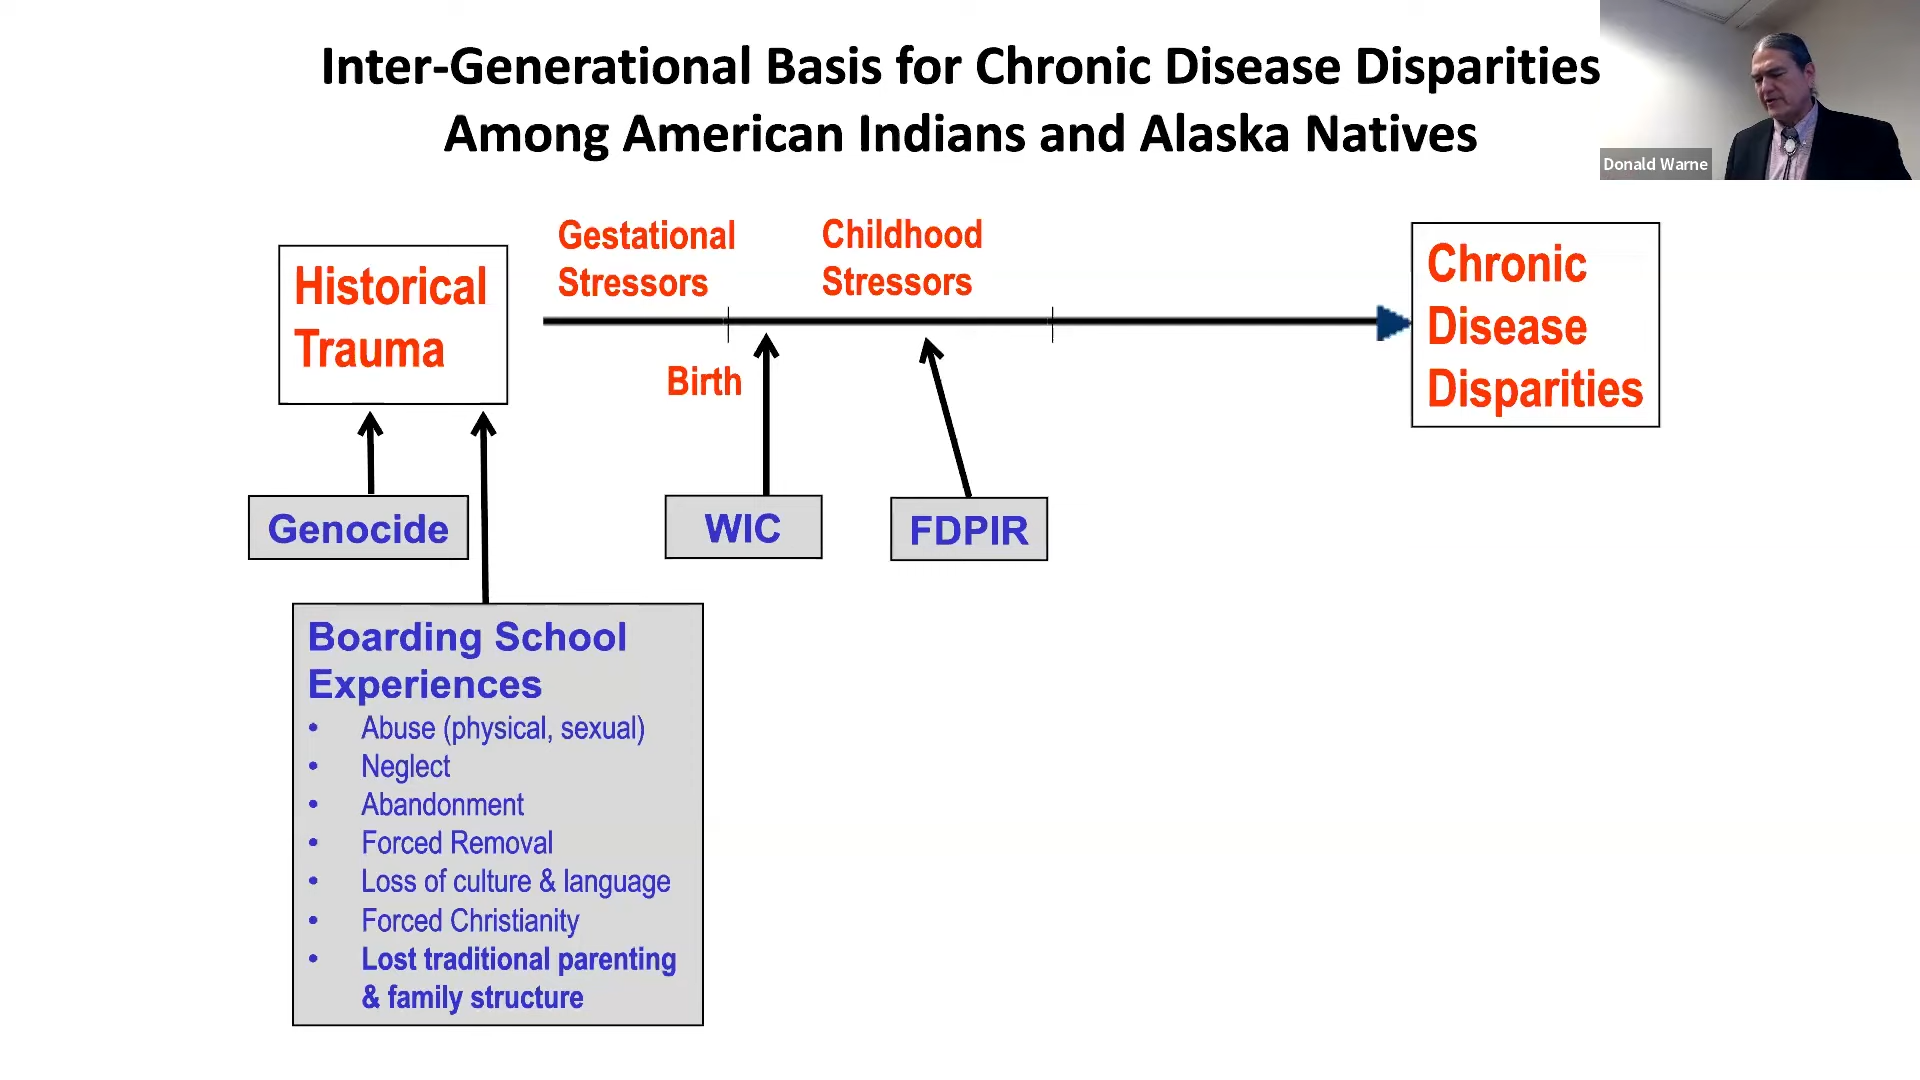 Inter-Generational Basis for Chronic Disease Disparities
Among American Indians and Alaska Natives
Donald Warne
Historical
Trauma
Gestational
Stressors
Childhood
Stressors
Birth
Chronic
Disease
Disparities
Genocide
WIC
FDPIR
Boarding School
Experiences
• Abuse (physical, sexual)
• Neglect
• Abandonment
• Forced Removal
• Loss of culture & language
• Forced Christianity
• Lost traditional parenting
& family structure